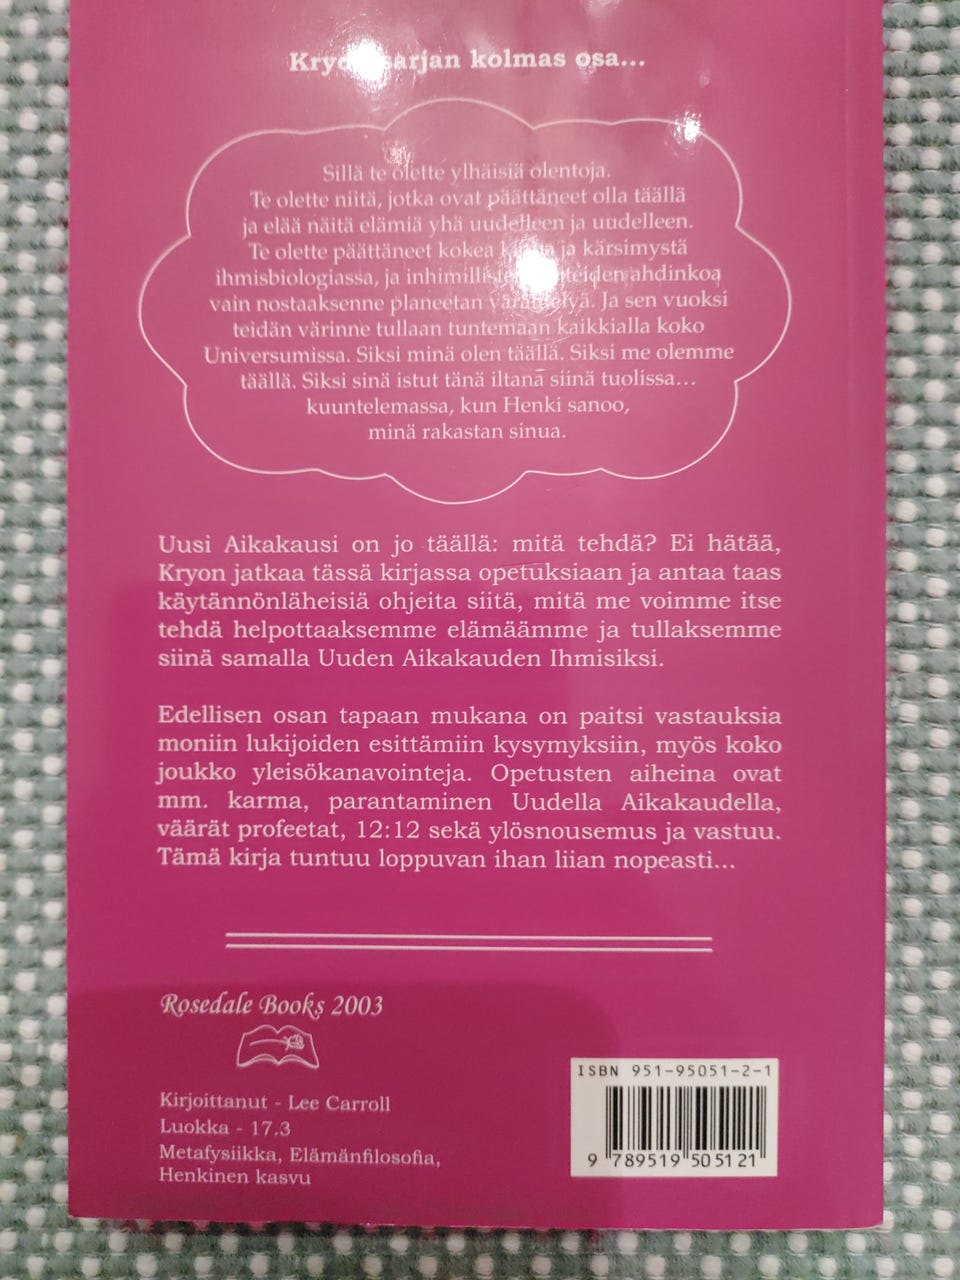 Kryon-sarjan kolmas osa...
Sillä te olette ylhäisiä olentoja.
Te olette niitä, jotka ovat päättäneet olla täällä
ja elää näitä elämiä yhä uudelleen ja uudelleen.
Te olette päättäneet kokea ja kärsimystä
ihmisbiologiassa, ja ahdinkoa
vain nostaaksenne planeetan värähtelyä. Ja sen vuoksi
teidän värinne tullaan tuntemaan kaikkialla koko
Universumissa. Siksi minä olen täällä. Siksi me olemme
täällä. Siksi sinä istut tänä iltana siinä tuolissa...
kuuntelemassa, kun Henki sanoo,
minä rakastan sinua.
Uusi Aikakausi on jo täällä: mitä tehdä? Ei hätää,
Kryon jatkaa tässä kirjassa opetuksiaan ja antaa taas
käytännönläheisiä ohjeita siitä, mitä me voimme itse
tehdä helpottaaksemme elämäämme ja tullaksemme
siinä samalla Uuden Aikakauden Ihmisiksi.
Edellisen osan tapaan mukana on paitsi vastauksia
moniin lukijoiden esittämiin kysymyksiin, myös koko
joukko yleisökanavointeja. Opetusten aiheina ovat
mm. karma, parantaminen Uudella Aikakaudella,
väärät profeetat, 12:12 sekä ylösnousemus ja vastuu.
Tämä kirja tuntuu loppuvan ihan liian nopeasti...
Rosedale Books 2003
Kirjoittanut - Lee Carroll
Luokka - 17.3
Metafysiikka, Elämänfilosofia,
Henkinen kasvu
ISBN 951-95051-2-1
9 789519 505121